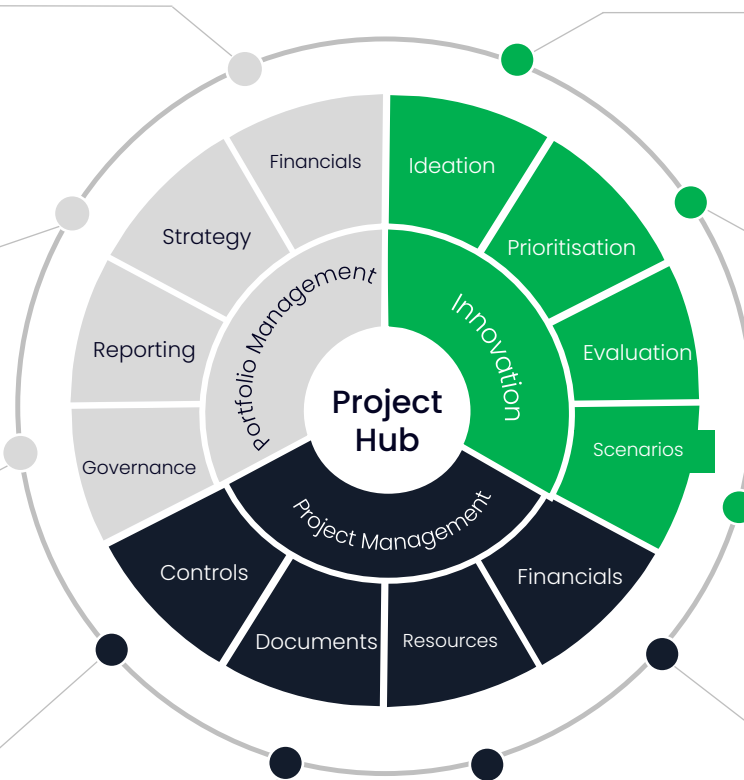 Financials
Ideation
Strategy
Prioritisation
Portfolio Management
Innovation
Reporting
Evaluation
Project
Hub
Governance
Scenarios
Project Management
Controls
Financials
Documents
Resources